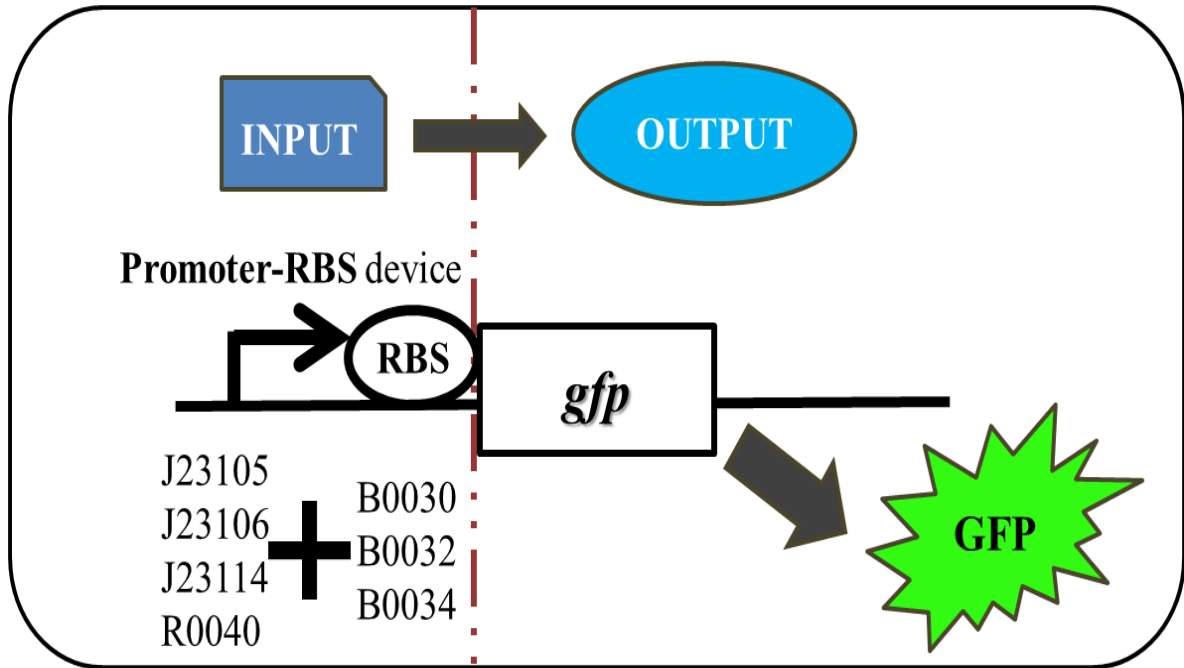 INPUT
OUTPUT
Promoter-RBS device
RBS
gfp
J23105
J23106
J23114
R0040
B0030
B0032
B0034
GFP